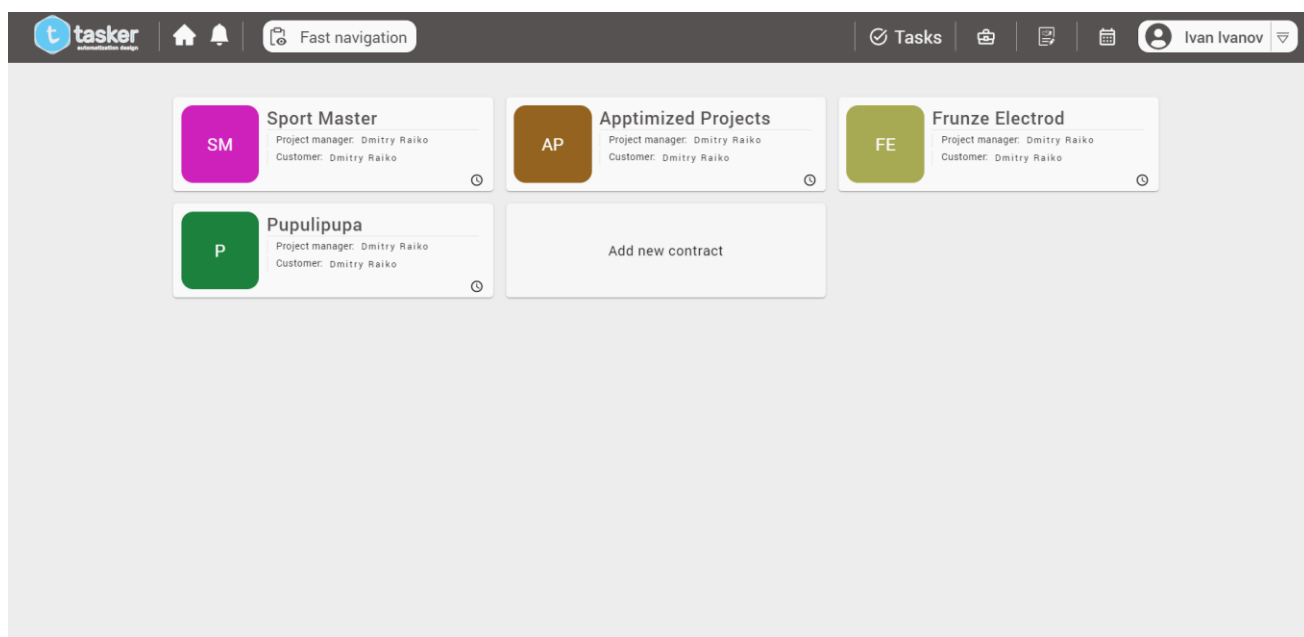 t tasker
automatization design
Fast navigation
Tasks
Ivan Ivanov
SM
Sport Master
Project manager: Dmitry Raiko
Customer: Dmitry Raiko
AP
Apptimized Projects
Project manager: Dmitry Raiko
Customer: Dmitry Raiko
FE
Frunze Electrod
Project manager: Dmitry Raiko
Customer: Dmitry Raiko
P
Pupulipupa
Project manager: Dmitry Raiko
Customer: Dmitry Raiko
Add new contract